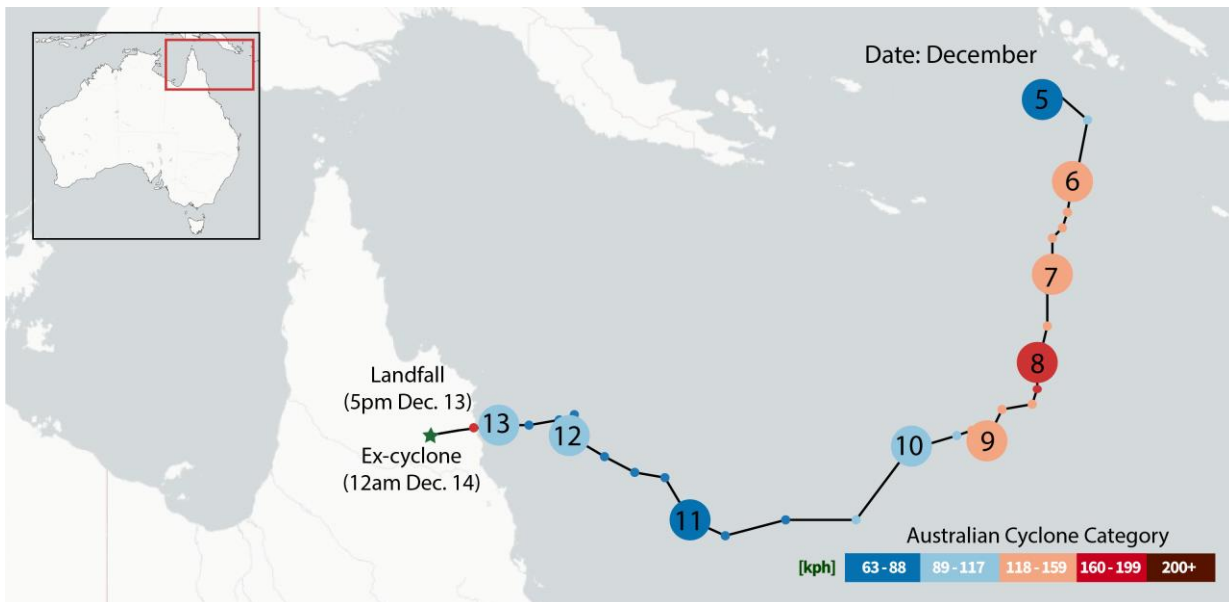 Date: December
5
6
7
8
9
10
11
12
13
Landfall
(5pm Dec. 13)
Ex-cyclone
(12am Dec. 14)
Australian Cyclone Category
[kph] 63 - 88 89 - 117 118 - 159 160 - 199 200+